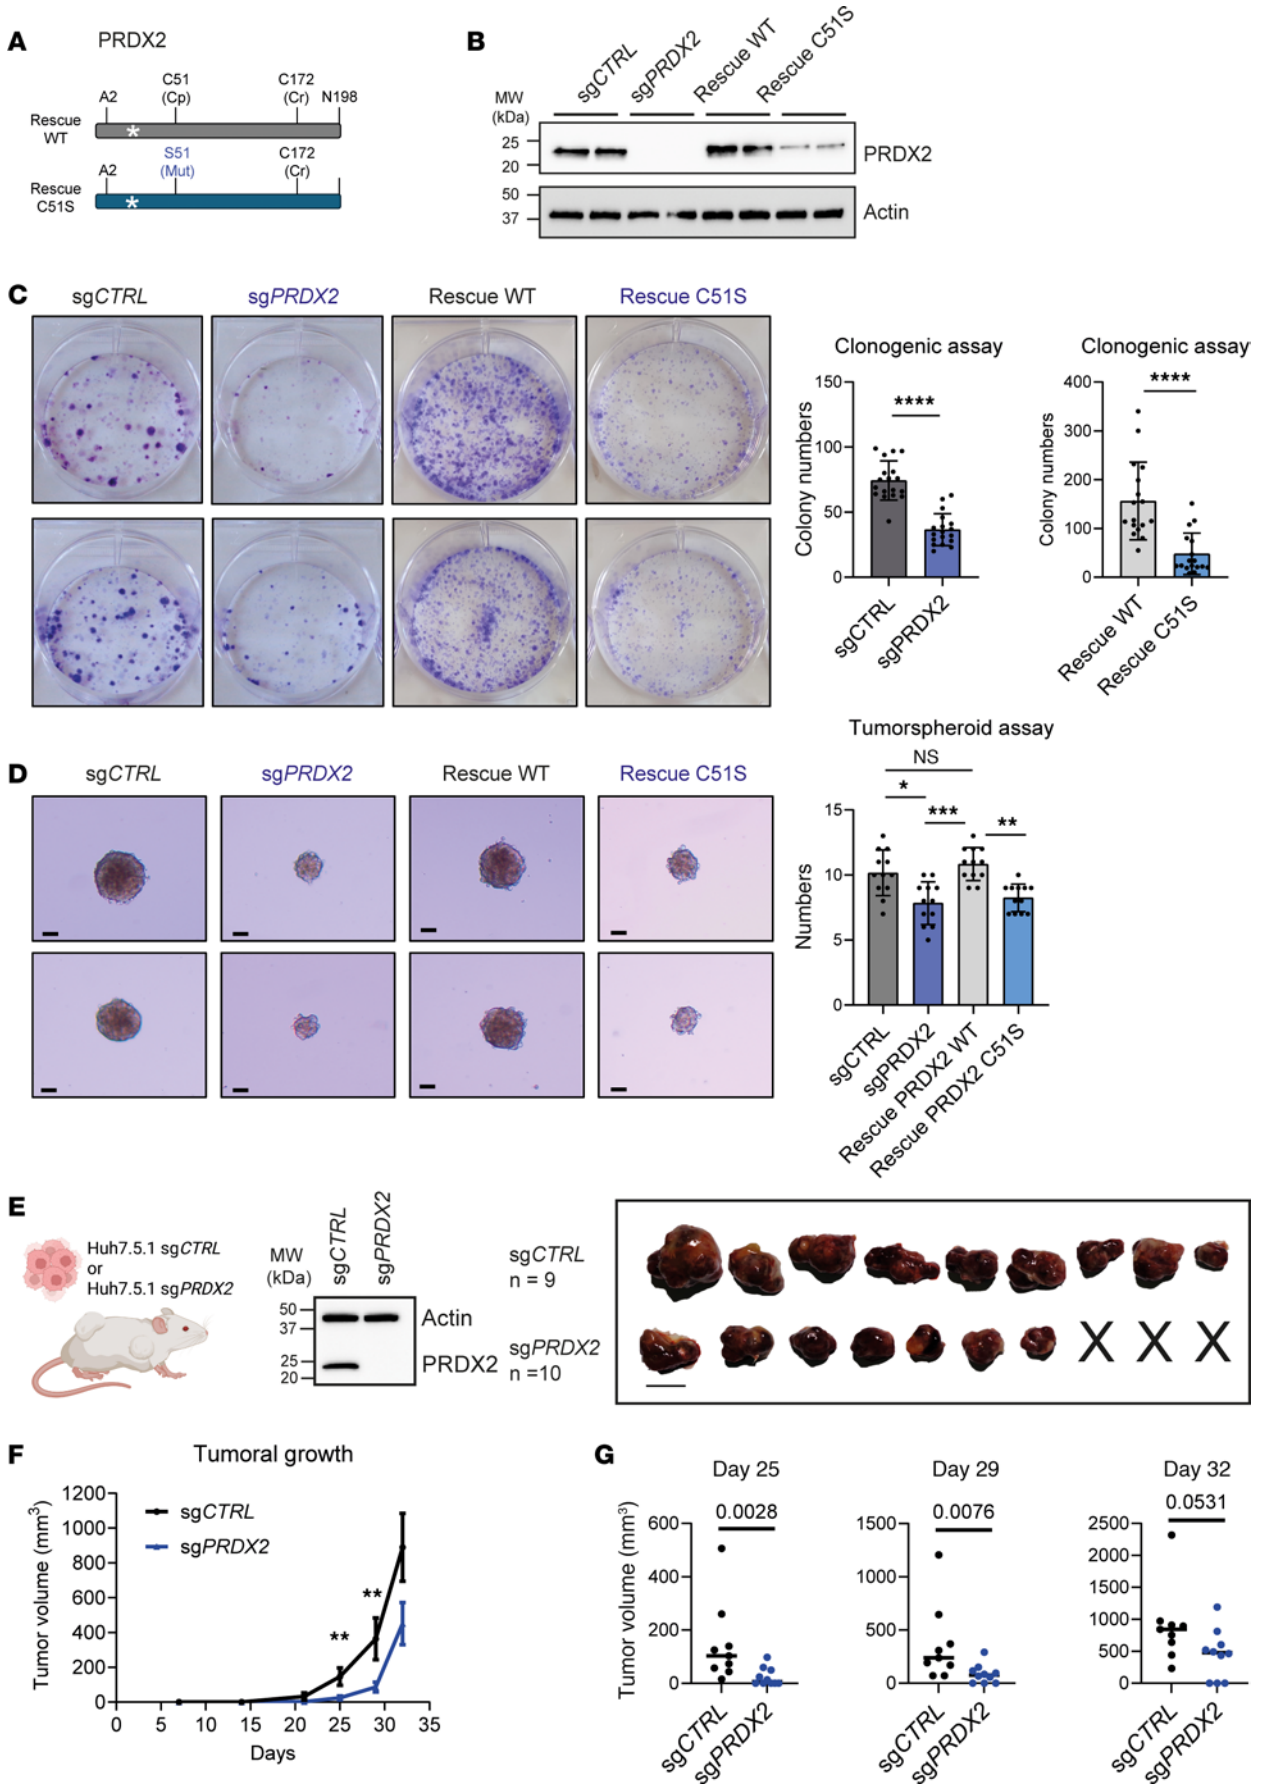 A
PRDX2
C51
(Cp)
C172
(Cr)
A2
N198
Rescue
WT
*
S51
(Mut)
C172
(Cr)
A2
Rescue
C51S
*
B
sgCTRL
sgPRDX2
Rescue WT
Rescue C51S
MW
(kDa)
25
20
PRDX2
50
37
Actin
C
sgCTRL
sgPRDX2
Rescue WT
Rescue C51S
Clonogenic assay
Colony numbers
150
100
50
0
****
sgCTRL
sgPRDX2
Clonogenic assay
Colony numbers
400
300
200
100
0
****
Rescue WT
Rescue C51S
D
sgCTRL
sgPRDX2
Rescue WT
Rescue C51S
Tumorspheroid assay
NS
*
***
**
Numbers
15
10
5
0
sgCTRL
sgPRDX2
Rescue PRDX2 WT
Rescue PRDX2 C51S
E
Huh7.5.1 sgCTRL
or
Huh7.5.1 sgPRDX2
MW
(kDa)
sgCTRL
sgPRDX2
50
37
Actin
25
20
PRDX2
sgCTRL
n = 9
sgPRDX2
n =10
X X X
F
Tumoral growth
Tumor volume (mm3)
1200
1000
800
600
400
200
0
sgCTRL
sgPRDX2
**
**
0 5 10 15 20 25 30 35
Days
G
Day 25
0.0028
Tumor volume (mm3)
600
400
200
0
sgCTRL
sgPRDX2
Day 29
0.0076
1500
1000
500
0
sgCTRL
sgPRDX2
Day 32
0.0531
2500
2000
1500
1000
500
0
sgCTRL
sgPRDX2